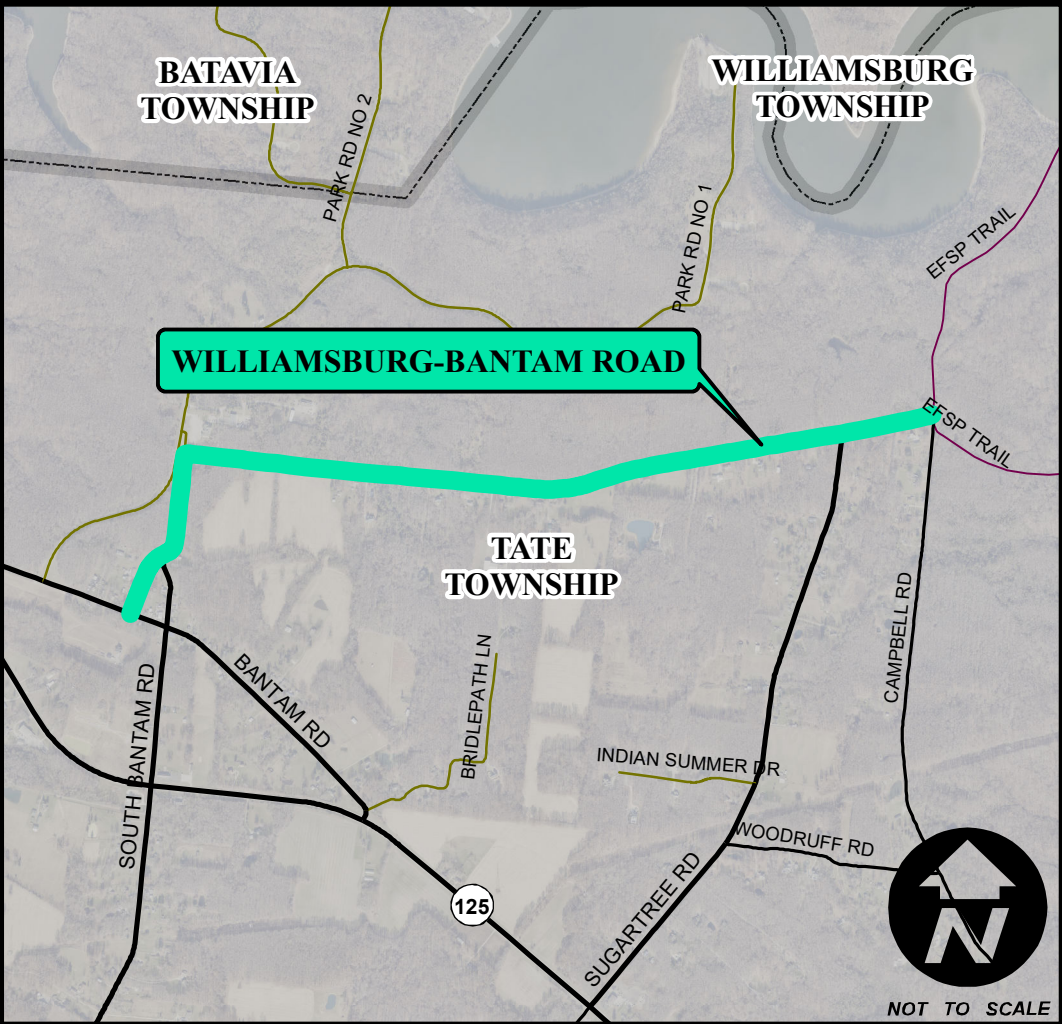 BATAVIA
TOWNSHIP
WILLIAMSBURG
TOWNSHIP
PARK RD NO 2
PARK RD NO 1
EFSP TRAIL
WILLIAMSBURG-BANTAM ROAD
EFSP TRAIL
TATE
TOWNSHIP
CAMPBELL RD
BANTAM RD
BRIDLEPATH LN
SOUTH BANTAM RD
INDIAN SUMMER DR
WOODRUFF RD
SUGARTREE RD
125
N
NOT TO SCALE